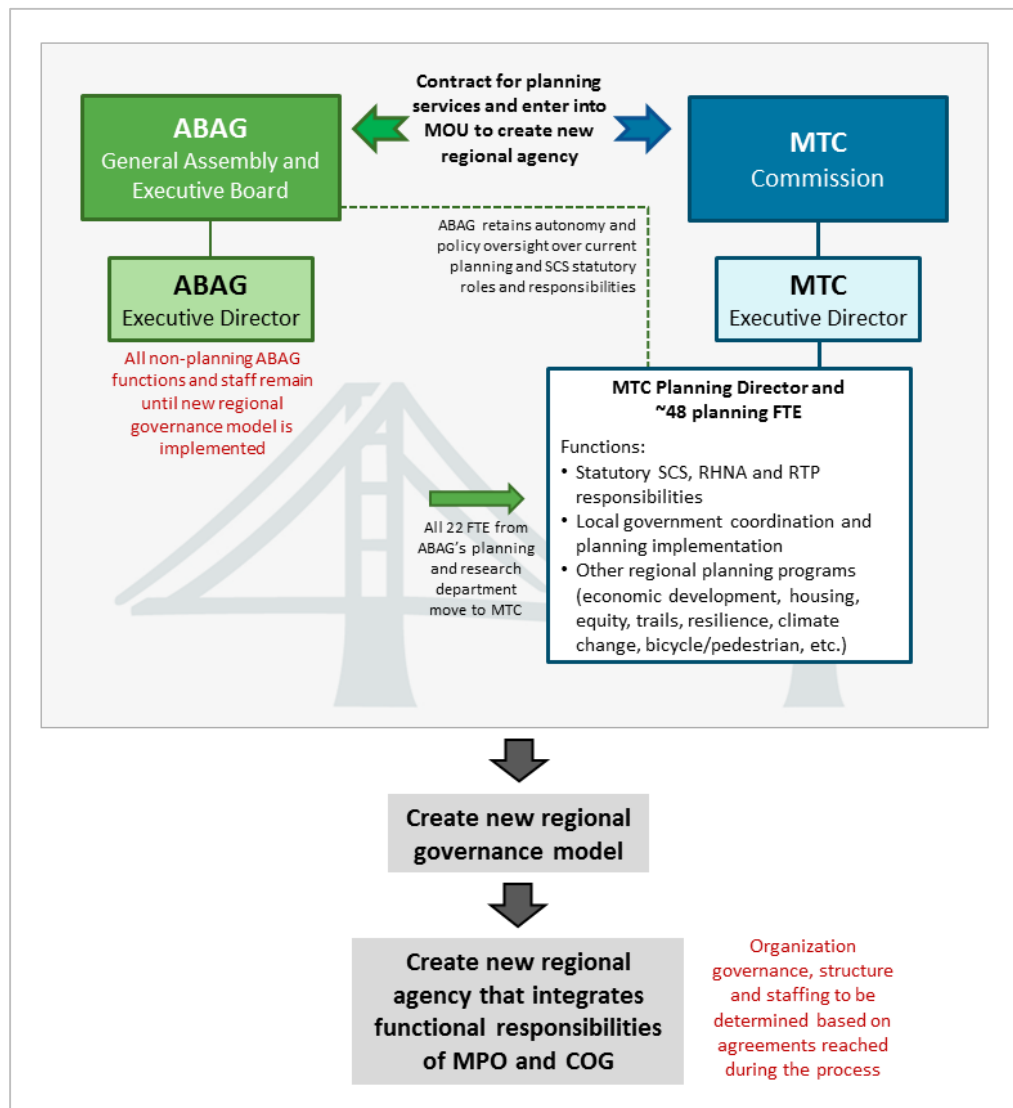 Contract for planning
services and enter into
MOU to create new
regional agency
ABAG
General Assembly and
Executive Board
MTC
Commission
ABAG retains autonomy and
policy oversight over current
planning and SCS statutory
roles and responsibilities
ABAG
Executive Director
MTC
Executive Director
All non-planning ABAG
functions and staff remain
until new regional
governance model is
implemented
MTC Planning Director and
~48 planning FTE
Functions:
• Statutory SCS, RHNA and RTP
responsibilities
• Local government coordination and
planning implementation
• Other regional planning programs
(economic development, housing,
equity, trails, resilience, climate
change, bicycle/pedestrian, etc.)
All 22 FTE from
ABAG's planning
and research
department
move to MTC
Create new regional
governance model
Create new regional
agency that integrates
functional responsibilities
of MPO and COG
Organization
governance, structure
and staffing to be
determined based on
agreements reached
during the process